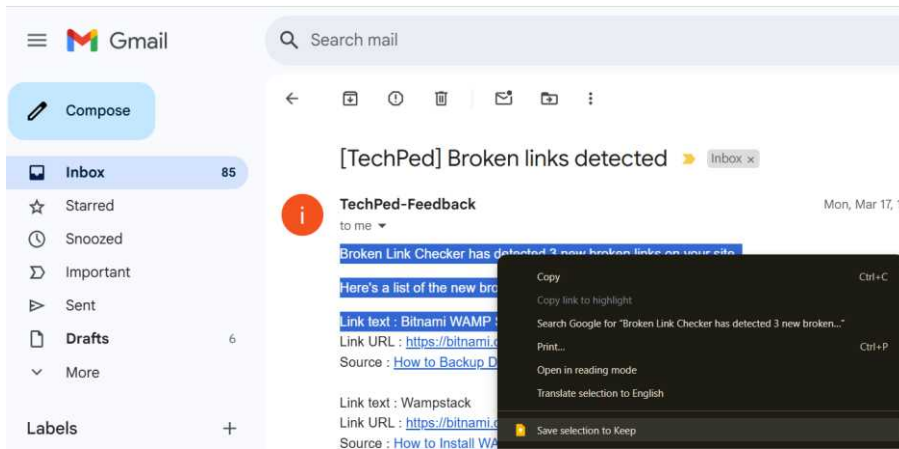 Gmail
Search mail
Compose
Inbox 85
Starred
Snoozed
Important
Sent
Drafts 6
More
Labels
[TechPed] Broken links detected Inbox x
i
TechPed-Feedback Mon, Mar 17,
to me
Broken Link Checker has detected 3 new broken links on your site.
Here's a list of the new
Link text : Bitnami WAMP
Link URL : https://bitnami.
Source : How to Backup
Link text : Wampstack
Link URL : https://bitnami.
Source : How to Install
Copy Ctrl+C
Copy link to highlight
Search Google for “Broken Link Checker has detected 3 new broken...”
Print... Ctrl+P
Open in reading mode
Translate selection to English
Save selection to Keep